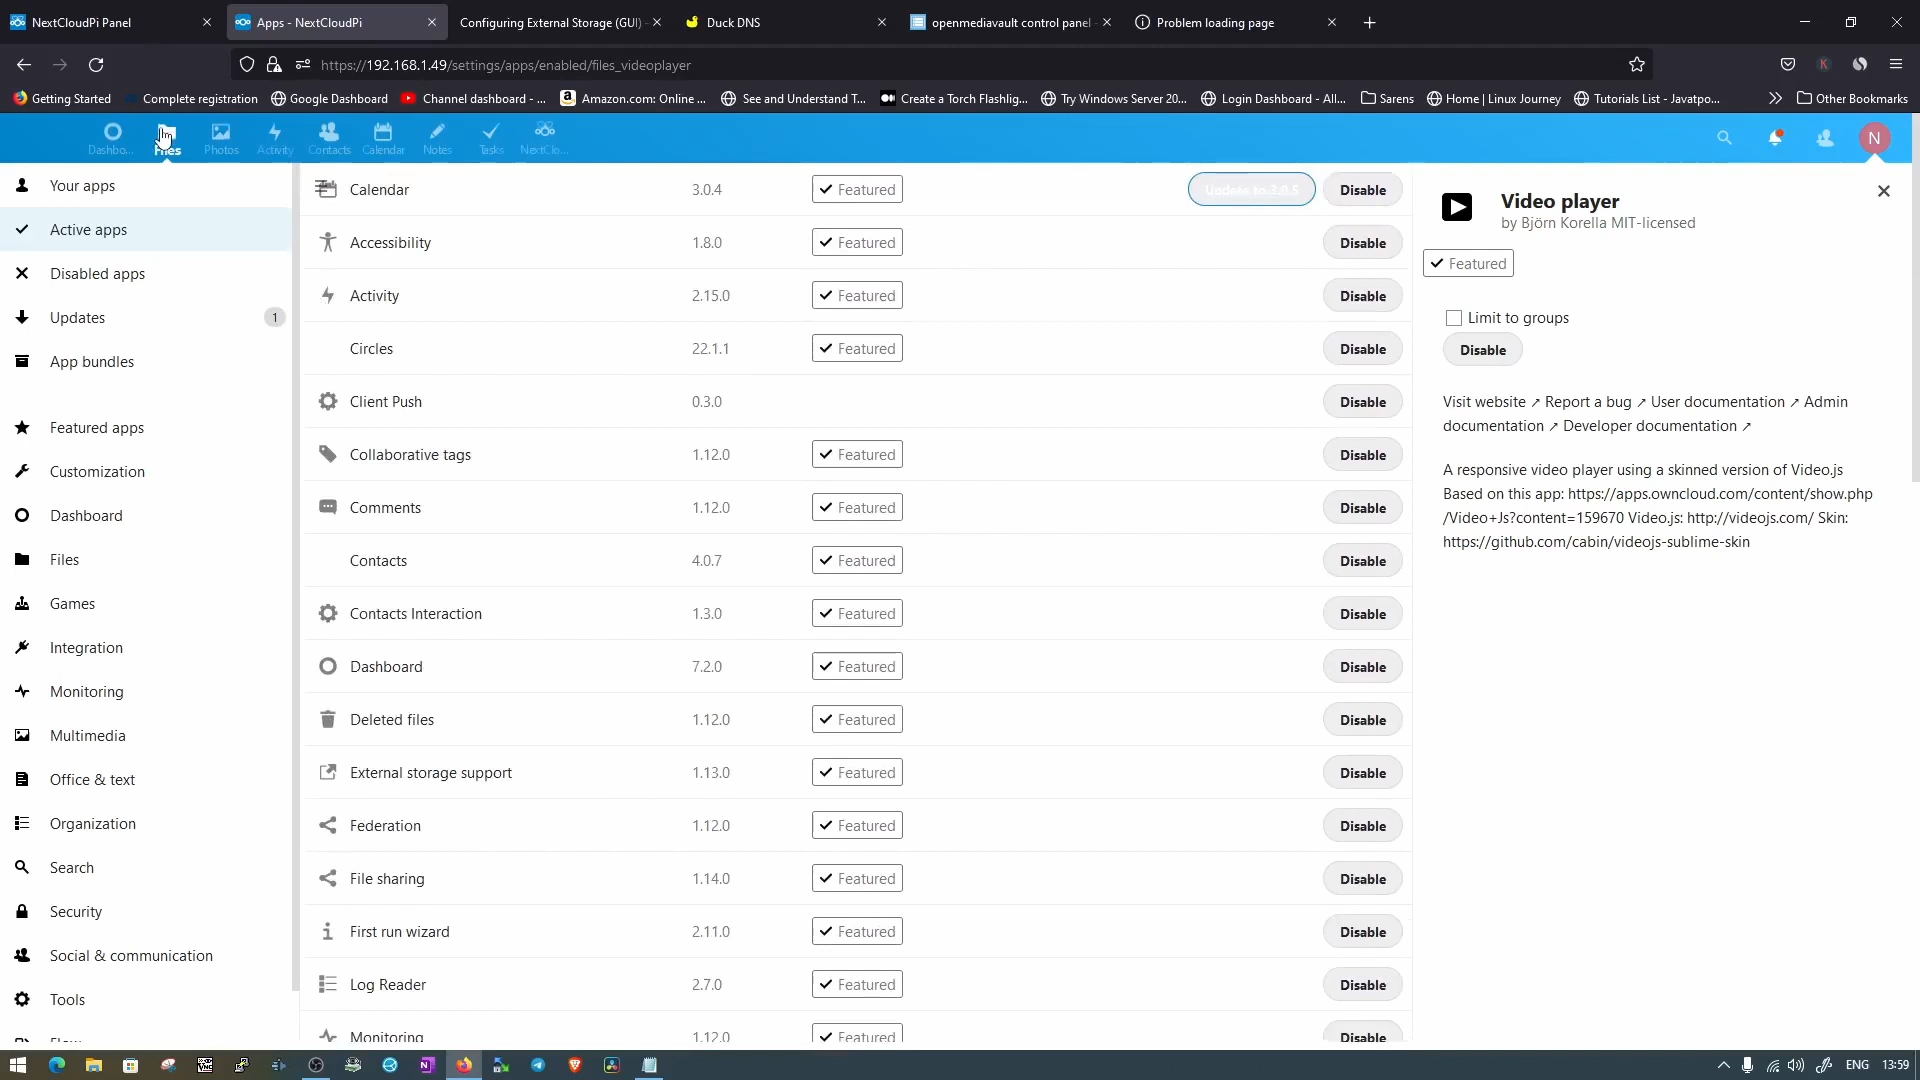 NextCloudPi Panel
Apps - NextCloudPi
Configuring External Storage (GUI)
Duck DNS
openmediavault control panel -
Problem loading page
https://192.168.1.49/settings/apps/enabled/files_videoplayer
Getting Started
Complete registration
Google Dashboard
Channel dashboard - ...
Amazon.com: Online ...
See and Understand T...
Create a Torch Flashlig...
Try Windows Server 20...
Login Dashboard - All...
Sarens
Home | Linux Journey
Tutorials List - Javatpo...
Other Bookmarks
Dashbo...
Files
Photos
Activity
Contacts
Calendar
Notes
Tasks
NextClo...
N
Your apps
Active apps
Disabled apps
Updates 1
App bundles
Featured apps
Customization
Dashboard
Files
Games
Integration
Monitoring
Multimedia
Office & text
Organization
Search
Security
Social & communication
Tools
Calendar 3.0.4 Featured Update to 3.0.5 Disable
Accessibility 1.8.0 Featured Disable
Activity 2.15.0 Featured Disable
Circles 22.1.1 Featured Disable
Client Push 0.3.0 Disable
Collaborative tags 1.12.0 Featured Disable
Comments 1.12.0 Featured Disable
Contacts 4.0.7 Featured Disable
Contacts Interaction 1.3.0 Featured Disable
Dashboard 7.2.0 Featured Disable
Deleted files 1.12.0 Featured Disable
External storage support 1.13.0 Featured Disable
Federation 1.12.0 Featured Disable
File sharing 1.14.0 Featured Disable
First run wizard 2.11.0 Featured Disable
Log Reader 2.7.0 Featured Disable
Monitoring 1.12.0 Featured Disable
Video player
by Björn Korella MIT-licensed
Featured
Limit to groups
Disable
Visit website ↗ Report a bug ↗ User documentation ↗ Admin
documentation ↗ Developer documentation ↗
A responsive video player using a skinned version of Video.js
Based on this app: https://apps.owncloud.com/content/show.php
/Video+Js?content=159670 Video.js: http://videojs.com/ Skin:
https://github.com/cabin/videojs-sublime-skin
ENG 13:59